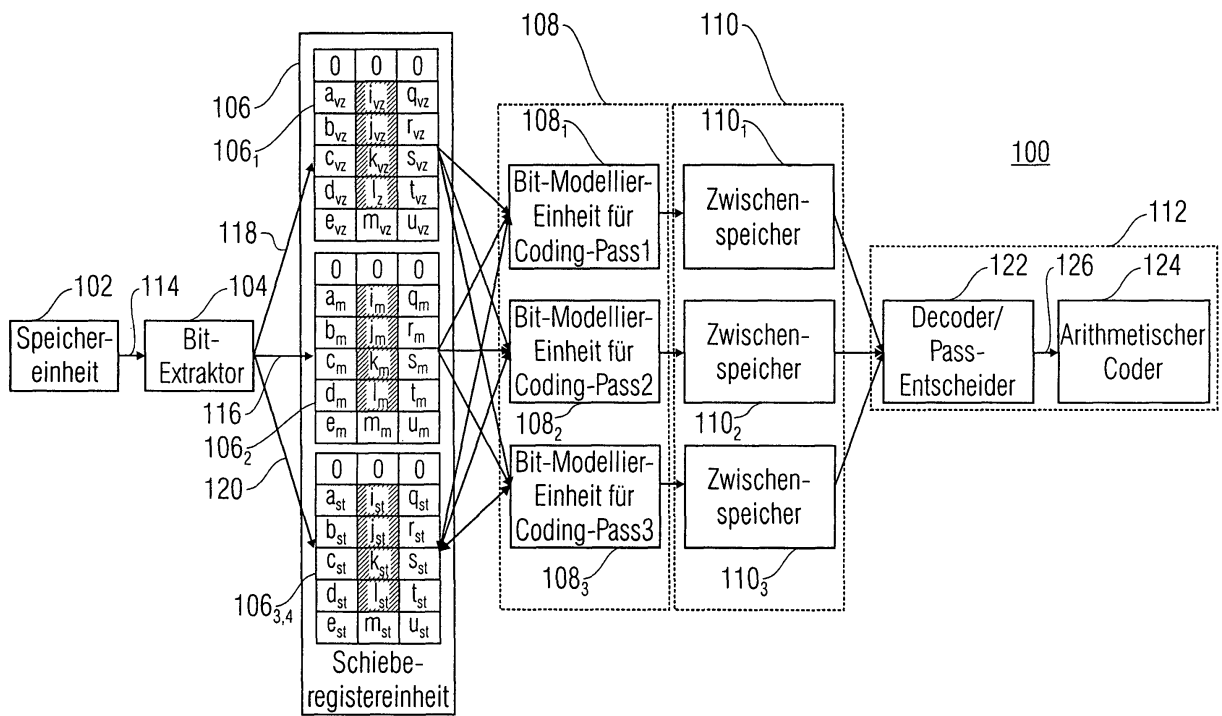 106
106₁
118
102
114
104
Speicher-
einheit
Bit-
Extraktor
116
106₂
120
106₃,₄
0 0 0
a_vz i_vz q_vz
b_vz j_vz r_vz
c_vz k_vz s_vz
d_vz l_z t_vz
e_vz m_vz u_vz
0 0 0
a_m i_m q_m
b_m j_m r_m
c_m k_m s_m
d_m l_m t_m
e_m m_m u_m
0 0 0
a_st i_st q_st
b_st j_st r_st
c_st k_st s_st
d_st l_st t_st
e_st m_st u_st
Schiebe-
registereinheit
108
108₁
Bit-Modellier-
Einheit für
Coding-Pass1
Bit-Modellier-
Einheit für
Coding-Pass2
108₂
Bit-Modellier-
Einheit für
Coding-Pass3
108₃
110
110₁
Zwischen-
speicher
Zwischen-
speicher
110₂
Zwischen-
speicher
110₃
100
112
122
126
124
Decoder/
Pass-
Entscheider
Arithmetischer
Coder